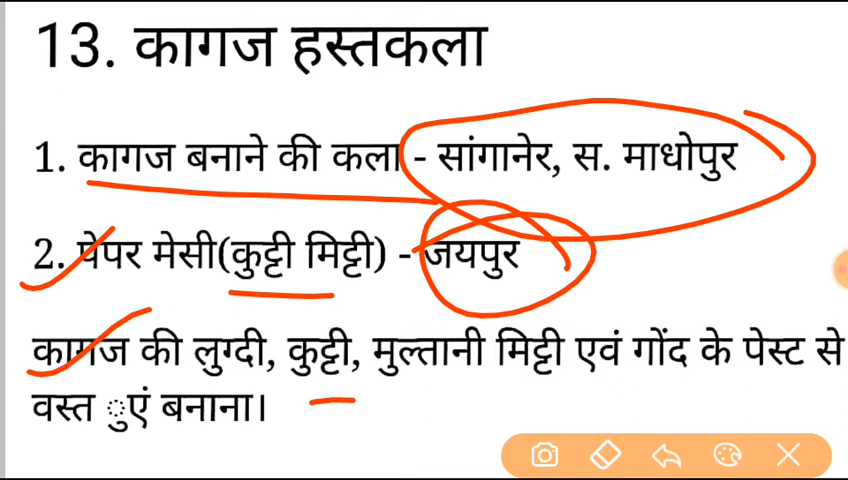 13. कागज हस्तकला
1. कागज बनाने की कला - सांगानेर, स. माधोपुर
2. पेपर मेसी(कुट्टी मिट्टी) - जयपुर
कागज की लुग्दी, कुट्टी, मुल्तानी मिट्टी एवं गोंद के पेस्ट से
वस्त ुएं बनाना।